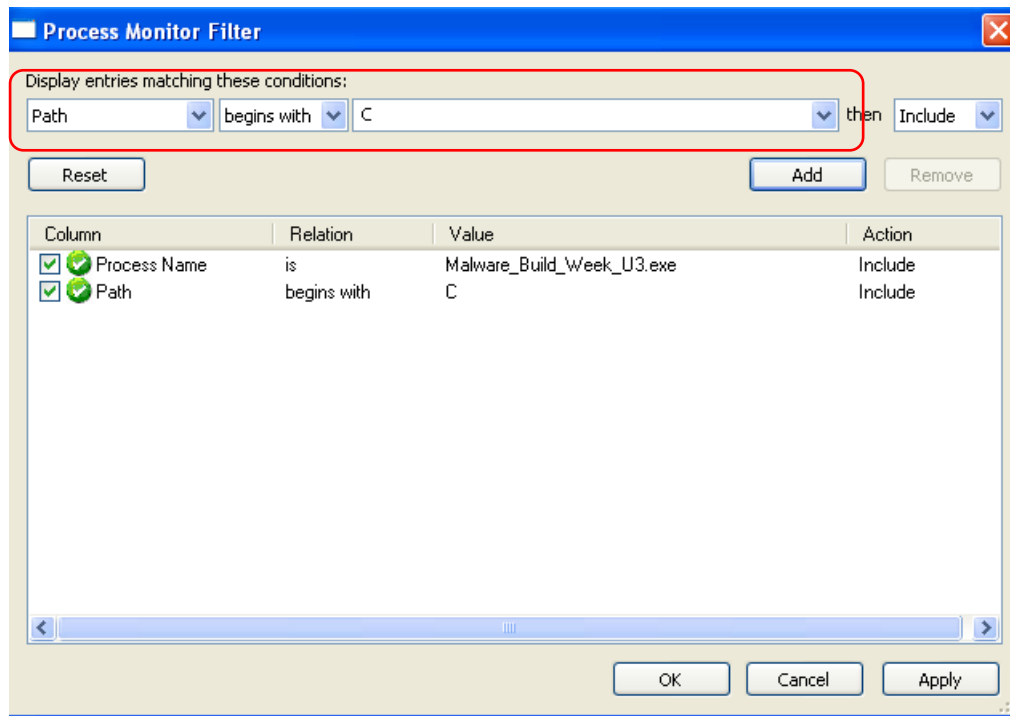 Process Monitor Filter
Display entries matching these conditions:
Path begins with C then Include
Reset Add Remove
Column Relation Value Action
Process Name is Malware_Build_Week_U3.exe Include
Path begins with C Include
OK Cancel Apply